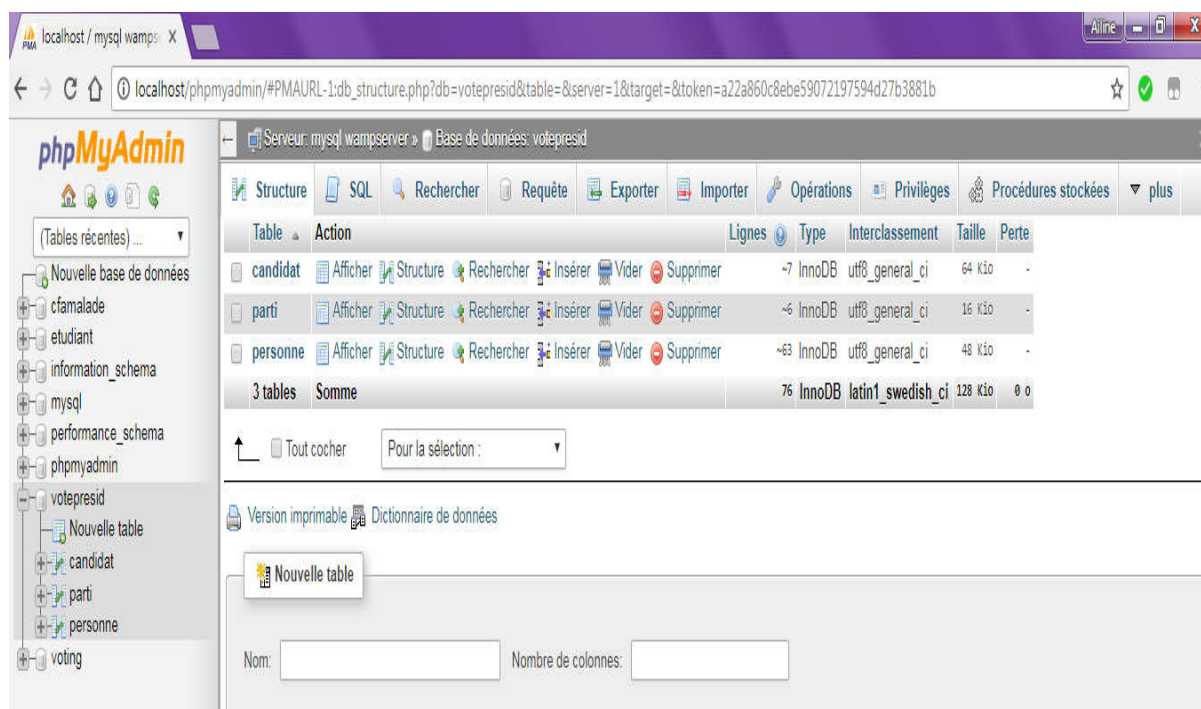 localhost / mysql wamps
Ailine
localhost/phpmyadmin/#PMAURL-1:db_structure.php?db=votepresid&table=&server=1&target=&token=a22a860c8ebe59072197594d27b3881b
phpMyAdmin
(Tables récentes) ...
Nouvelle base de données
cfamalade
etudiant
information_schema
mysql
performance_schema
phpmyadmin
votepresid
Nouvelle table
candidat
parti
personne
voting
Serveur: mysql wampserver » Base de données: votepresid
Structure SQL Rechercher Requête Exporter Importer Opérations Privilèges Procédures stockées plus
Table Action Lignes Type Interclassement Taille Perte
candidat Afficher Structure Rechercher Insérer Vider Supprimer ~7 InnoDB utf8_general_ci 64 Kio -
parti Afficher Structure Rechercher Insérer Vider Supprimer ~6 InnoDB utf8_general_ci 16 Kio -
personne Afficher Structure Rechercher Insérer Vider Supprimer ~63 InnoDB utf8_general_ci 48 Kio -
3 tables Somme 76 InnoDB latin1_swedish_ci 128 Kio 0 o
Tout cocher Pour la sélection :
Version imprimable Dictionnaire de données
Nouvelle table
Nom: Nombre de colonnes: